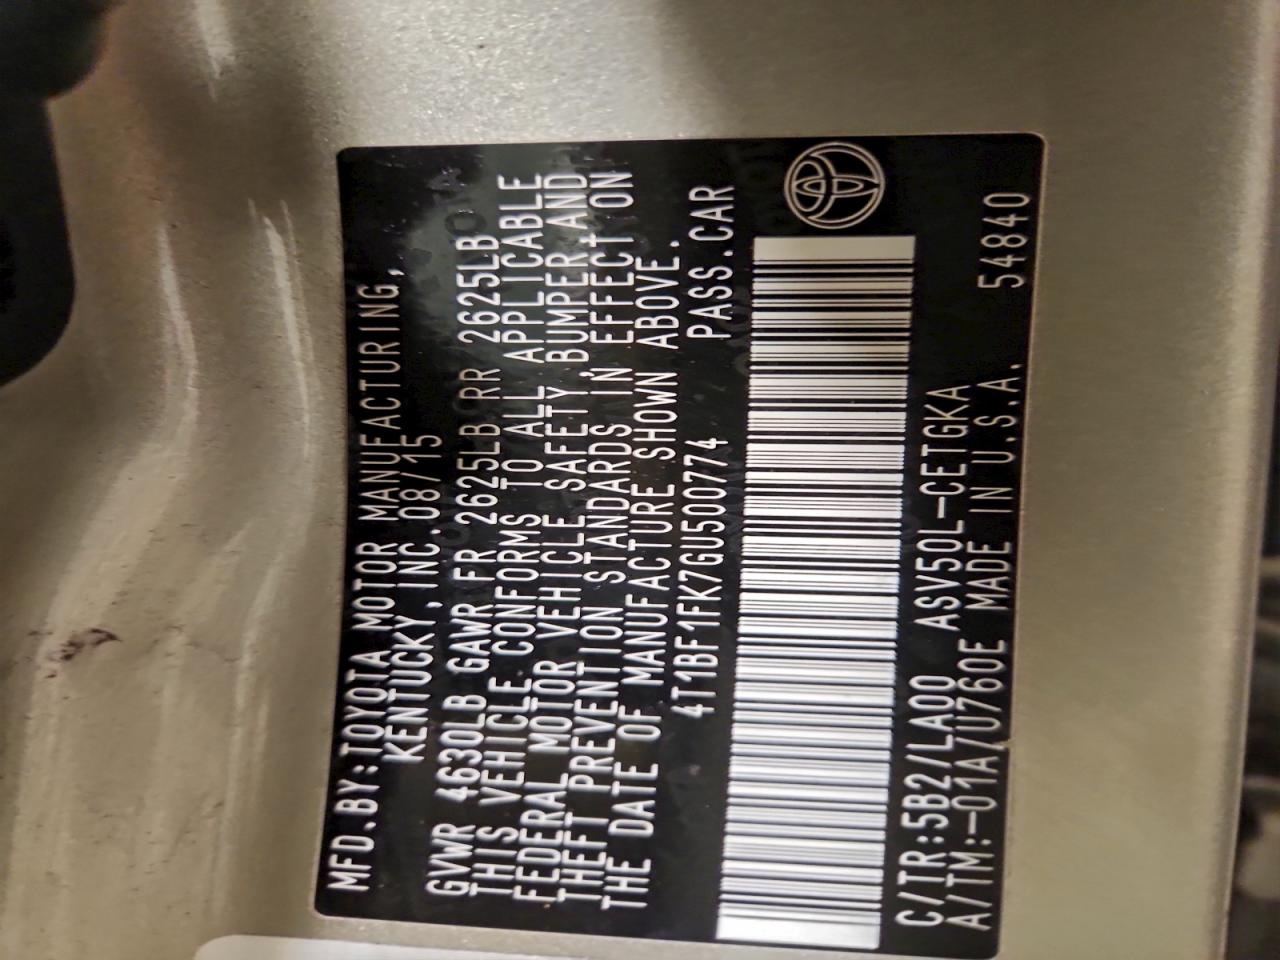 MFD.BY:TOYOTA MOTOR MANUFACTURING,
KENTUCKY, INC. 08/15
GVWR 4630LB GAWR FR 2625LB RR 2625LB
THIS VEHICLE CONFORMS TO ALL APPLICABLE
FEDERAL MOTOR VEHICLE SAFETY, BUMPER, AND
THEFT PREVENTION STANDARDS IN EFFECT ON
THE DATE OF MANUFACTURE SHOWN ABOVE.
4T1BF1FK7GU500774 PASS.CAR
C/TR:5B2/LA00 ASV50L-CETGKA
A/TM:-01A/U760E MADE IN U.S.A. 54840